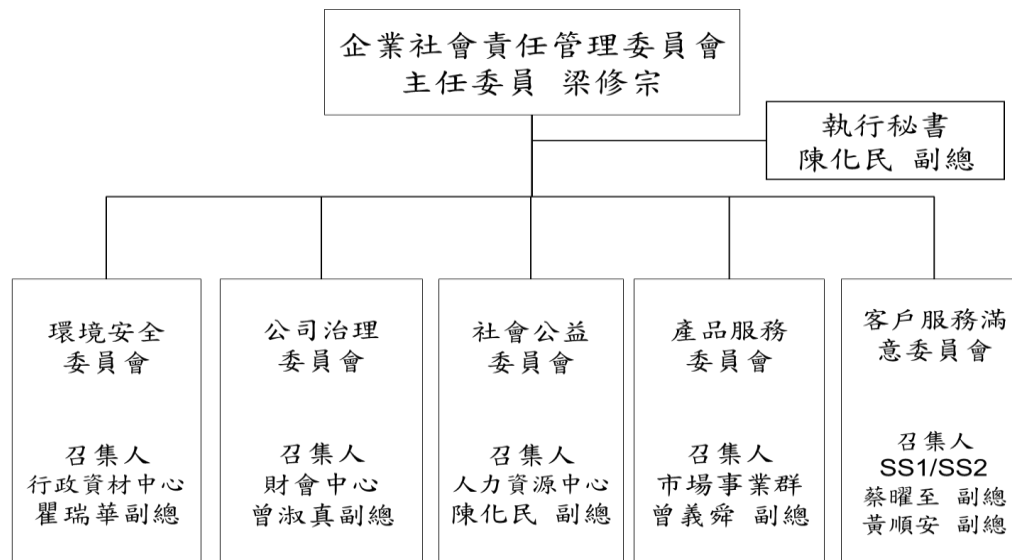 企業社會責任管理委員會
主任委員 梁修宗
執行秘書
陳化民 副總
環境安全
委員會
召集人
行政資材中心
瞿瑞華副總
公司治理
委員會
召集人
財會中心
曾淑真副總
社會公益
委員會
召集人
人力資源中心
陳化民 副總
產品服務
委員會
召集人
市場事業群
曾義舜 副總
客戶服務滿
意委員會
召集人
SS1/SS2
蔡曜至 副總
黃順安 副總